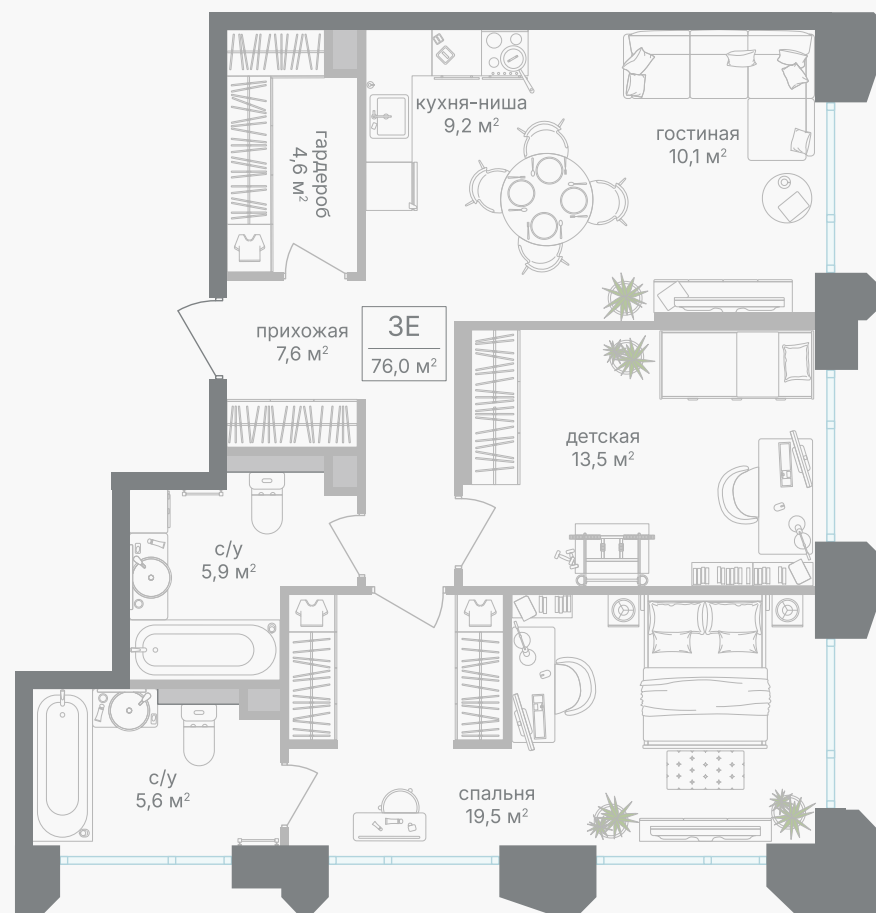 кухня-ниша
9,2 м²
гостиная
10,1 м²
гардероб
4,6 м²
прихожая
7,6 м²
3Е
76,0 м²
детская
13,5 м²
с/у
5,9 м²
с/у
5,6 м²
спальня
19,5 м²